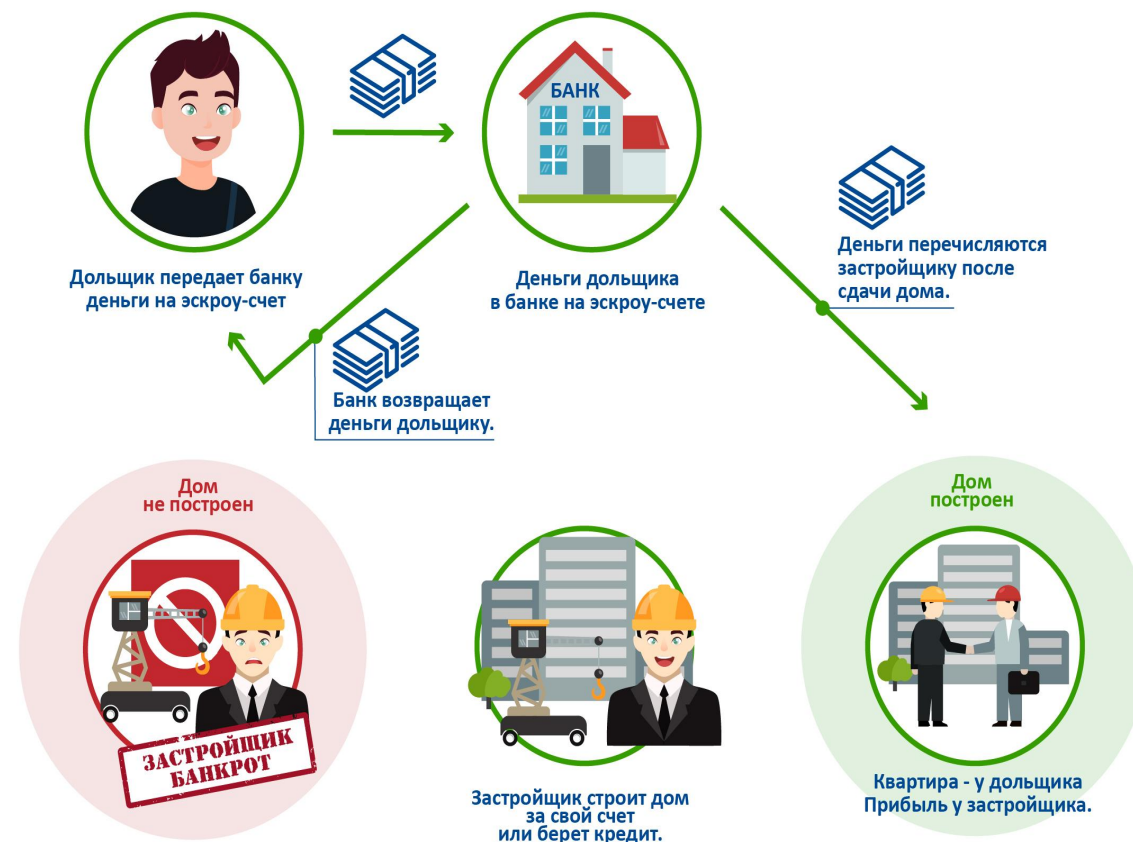 БАНК
Дольщик передает банку
деньги на эскроу-счет
Деньги дольщика
в банке на эскроу-счете
Деньги перечисляются
застройщику после
сдачи дома.
Банк возвращает
деньги дольщику.
Дом
не построен
ЗАСТРОЙЩИК
БАНКРОТ
Застройщик строит дом
за свой счет
или берет кредит.
Дом
построен
Квартира - у дольщика
Прибыль у застройщика.